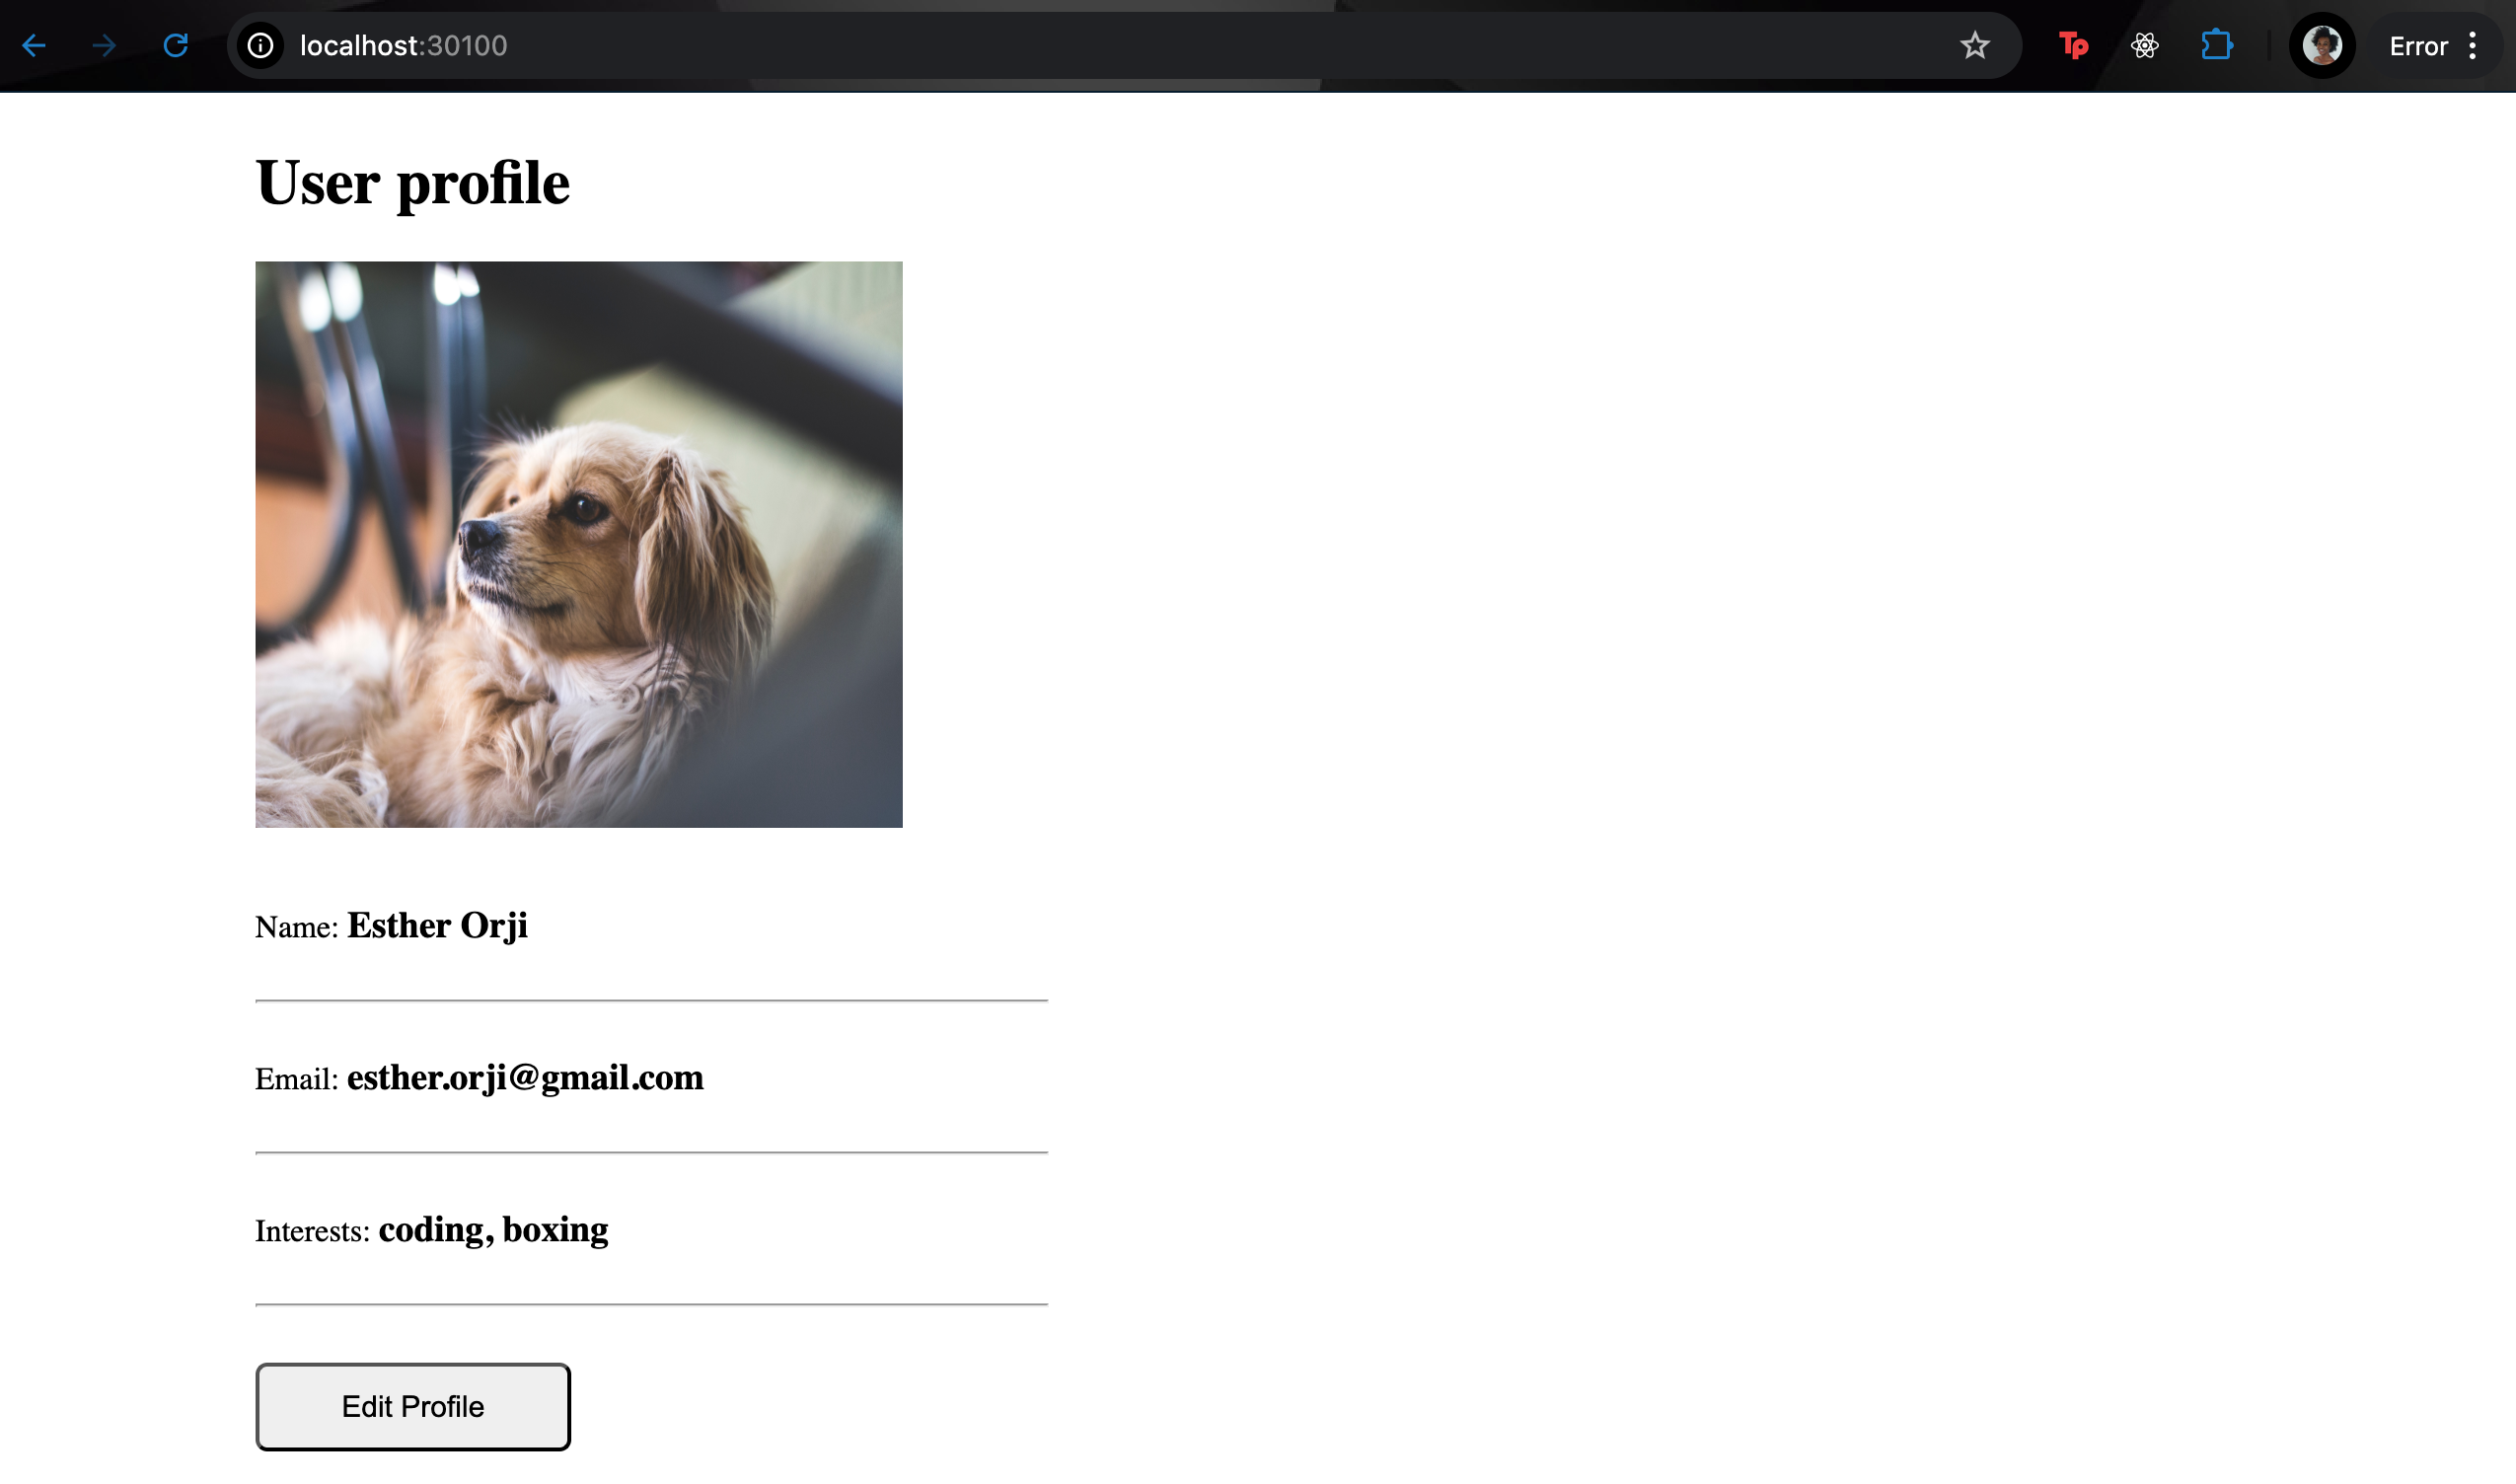 localhost:30100
Tp
Error
User profile
Name: Esther Orji
Email: esther.orji@gmail.com
Interests: coding, boxing
Edit Profile